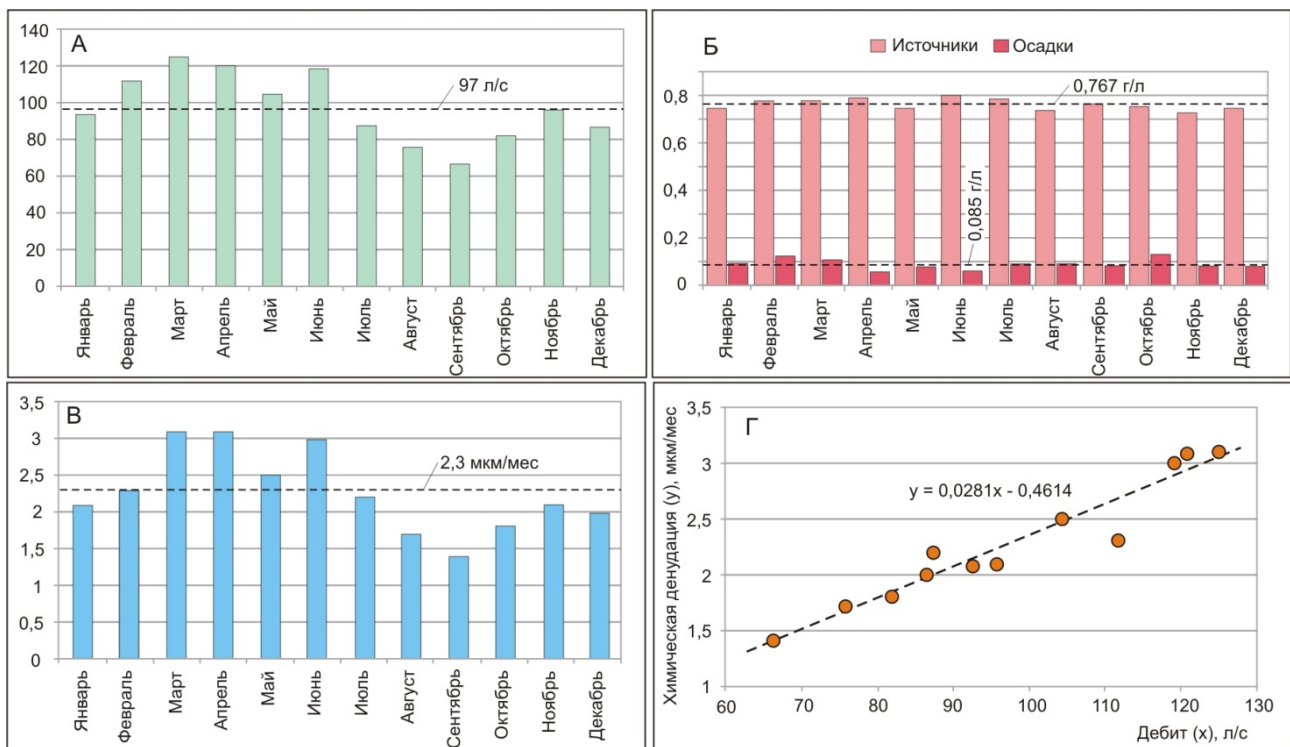 А
140
120
100
80
60
40
20
0
97 л/с
Январь
Февраль
Март
Апрель
Май
Июнь
Июль
Август
Сентябрь
Октябрь
Ноябрь
Декабрь
Б
Источники
Осадки
0,8
0,6
0,4
0,2
0
0,767 г/л
0,085 г/л
Январь
Февраль
Март
Апрель
Май
Июнь
Июль
Август
Сентябрь
Октябрь
Ноябрь
Декабрь
В
3,5
3
2,5
2
1,5
1
0,5
0
2,3 мкм/мес
Январь
Февраль
Март
Апрель
Май
Июнь
Июль
Август
Сентябрь
Октябрь
Ноябрь
Декабрь
Г
Химическая денудация (y), мкм/мес
3,5
3
2,5
2
1,5
1
y = 0,0281x - 0,4614
60
70
80
90
100
110
120
130
Дебит (x), л/с